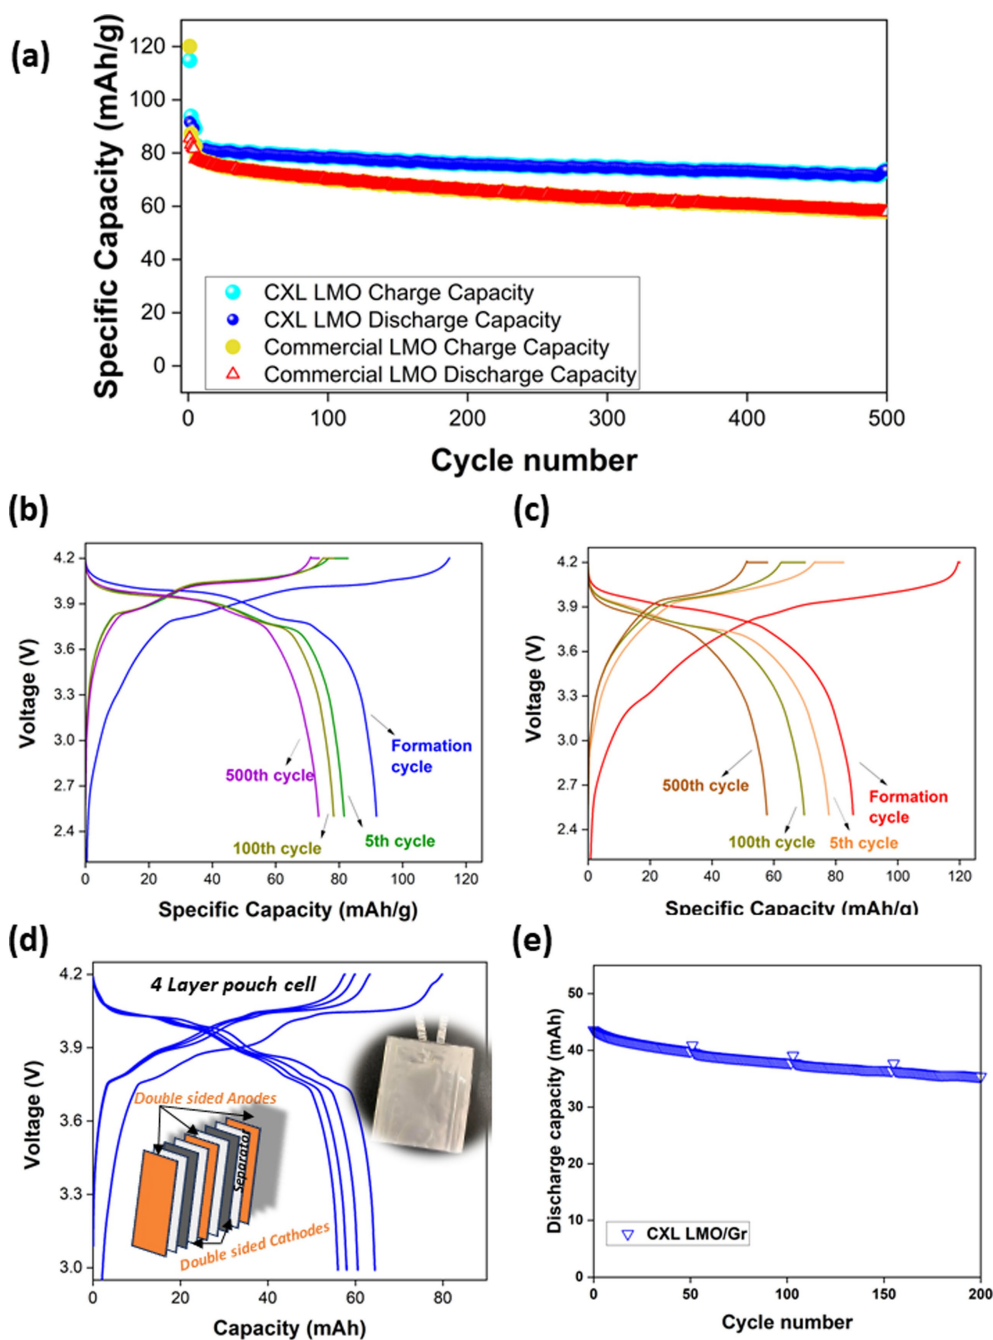 (a)
Specific Capacity (mAh/g)
120
100
80
60
40
20
0
CXL LMO Charge Capacity
CXL LMO Discharge Capacity
Commercial LMO Charge Capacity
Commercial LMO Discharge Capacity
0 100 200 300 400 500
Cycle number
(b)
Voltage (V)
4.2
3.9
3.6
3.3
3.0
2.7
2.4
500th cycle
Formation
cycle
100th cycle
5th cycle
0 20 40 60 80 100 120
Specific Capacity (mAh/g)
(c)
Voltage (V)
4.2
3.9
3.6
3.3
3.0
2.7
2.4
500th cycle
Formation
cycle
100th cycle
5th cycle
0 20 40 60 80 100 120
Specific Capacity (mAh/g)
(d)
Voltage (V)
4.2
3.9
3.6
3.3
3.0
4 Layer pouch cell
Double sided Anodes
Separator
Double sided Cathodes
0 20 40 60 80
Capacity (mAh)
(e)
Discharge capacity (mAh)
50
40
30
20
10
0
CXL LMO/Gr
0 50 100 150 200
Cycle number